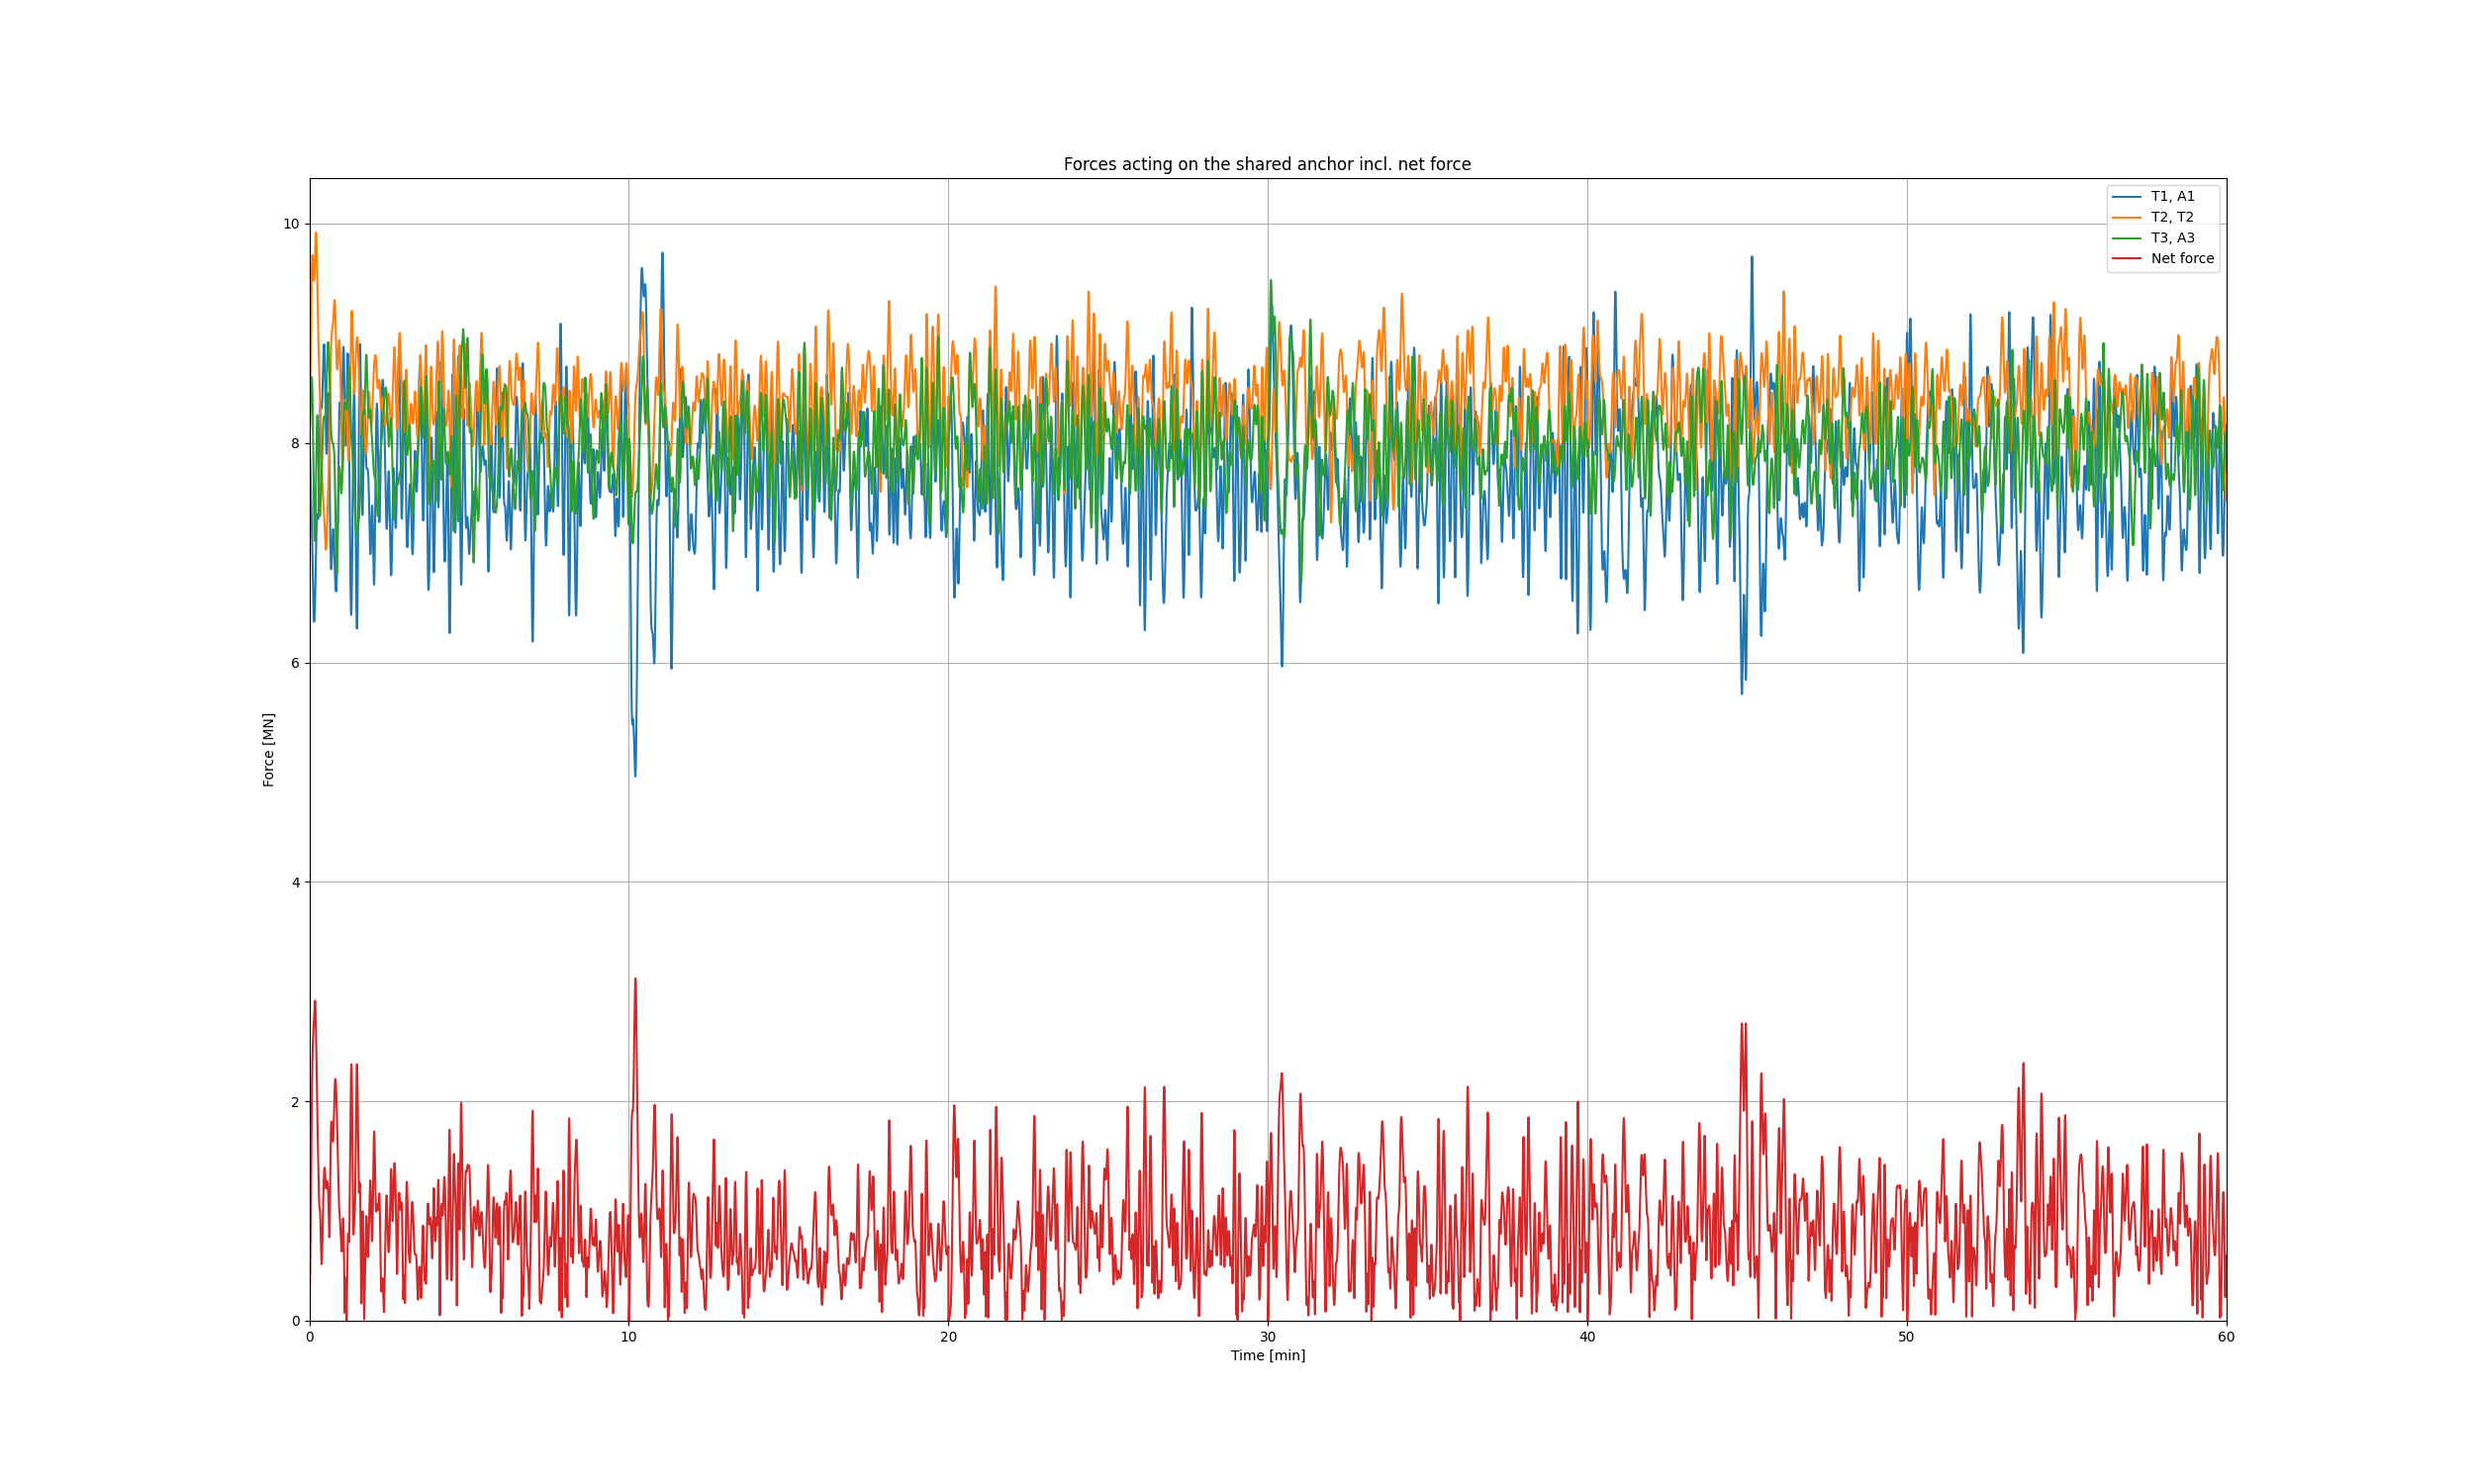 Forces acting on the shared anchor incl. net force
T1, A1
T2, T2
T3, A3
Net force
10
8
6
4
2
0
Force [MN]
0 10 20 30 40 50 60
Time [min]